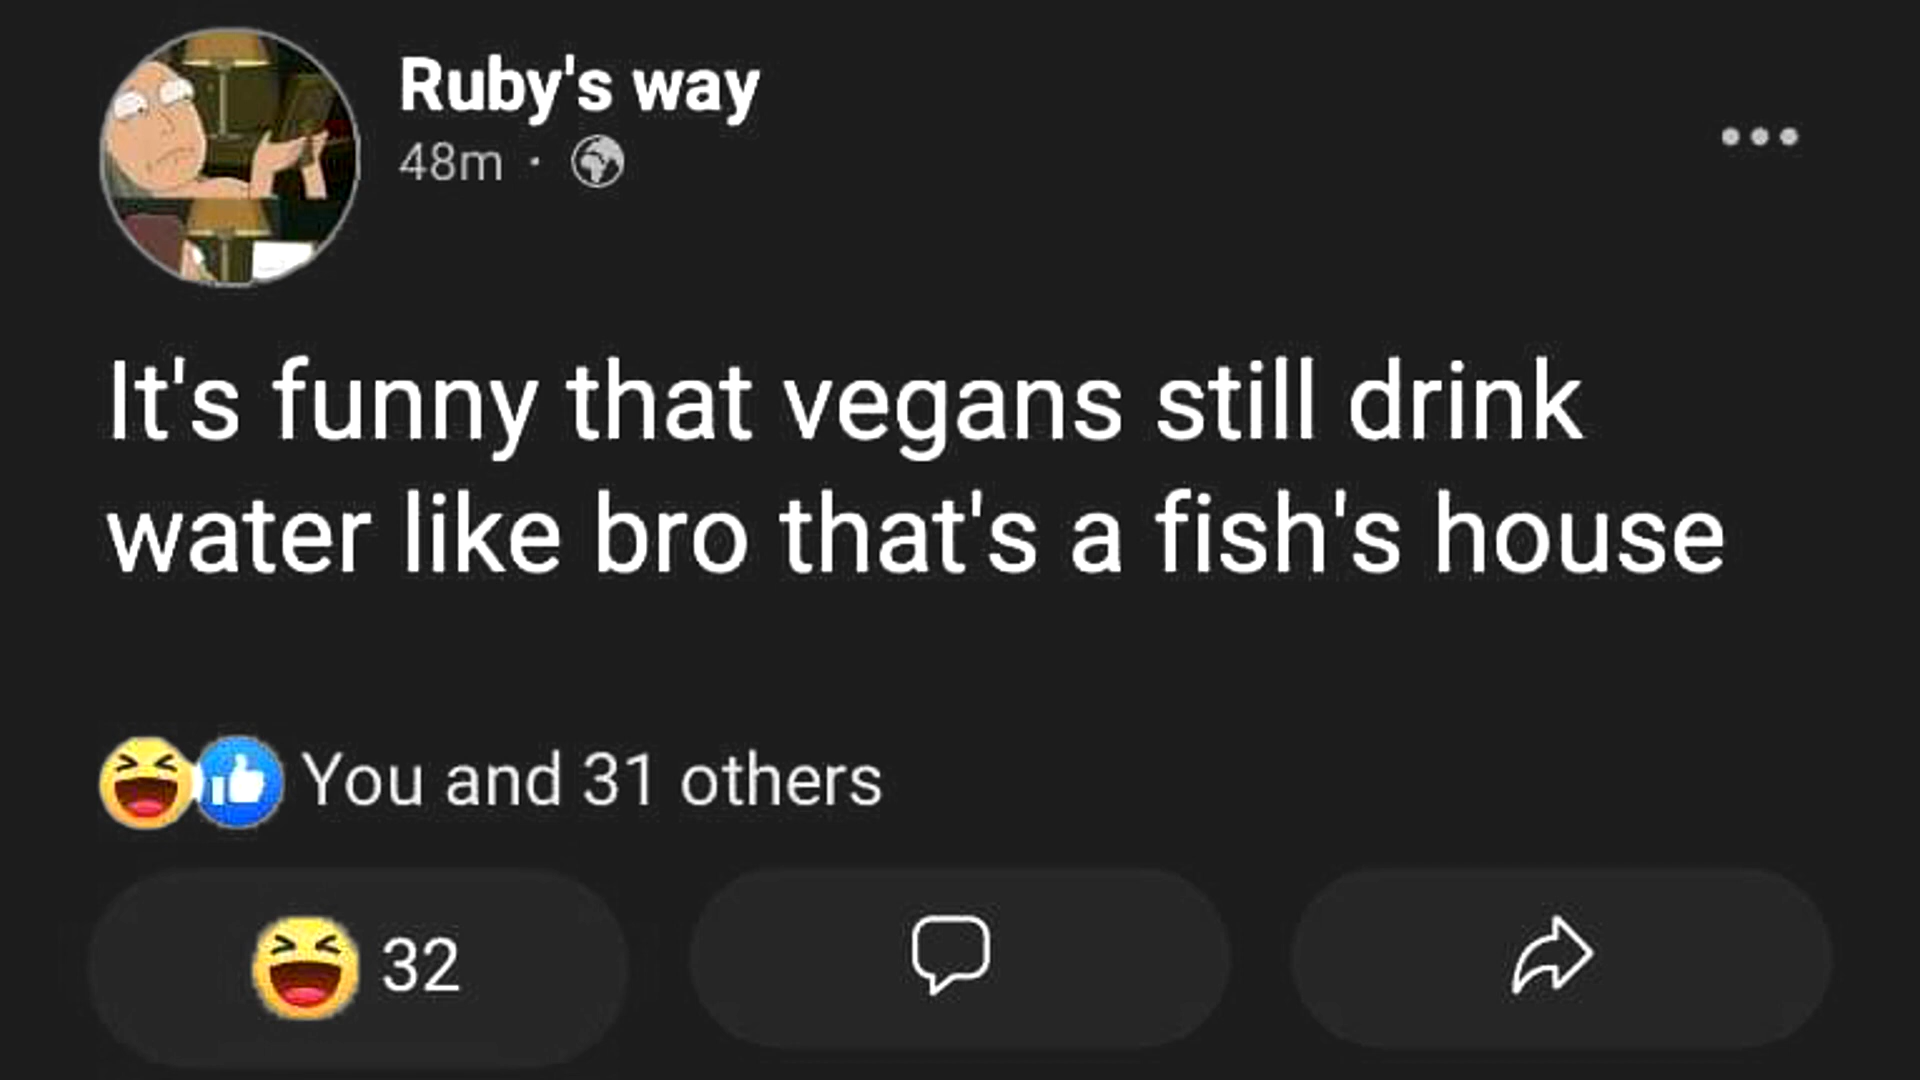 Ruby's way
48m ·
It's funny that vegans still drink
water like bro that's a fish's house
You and 31 others
32